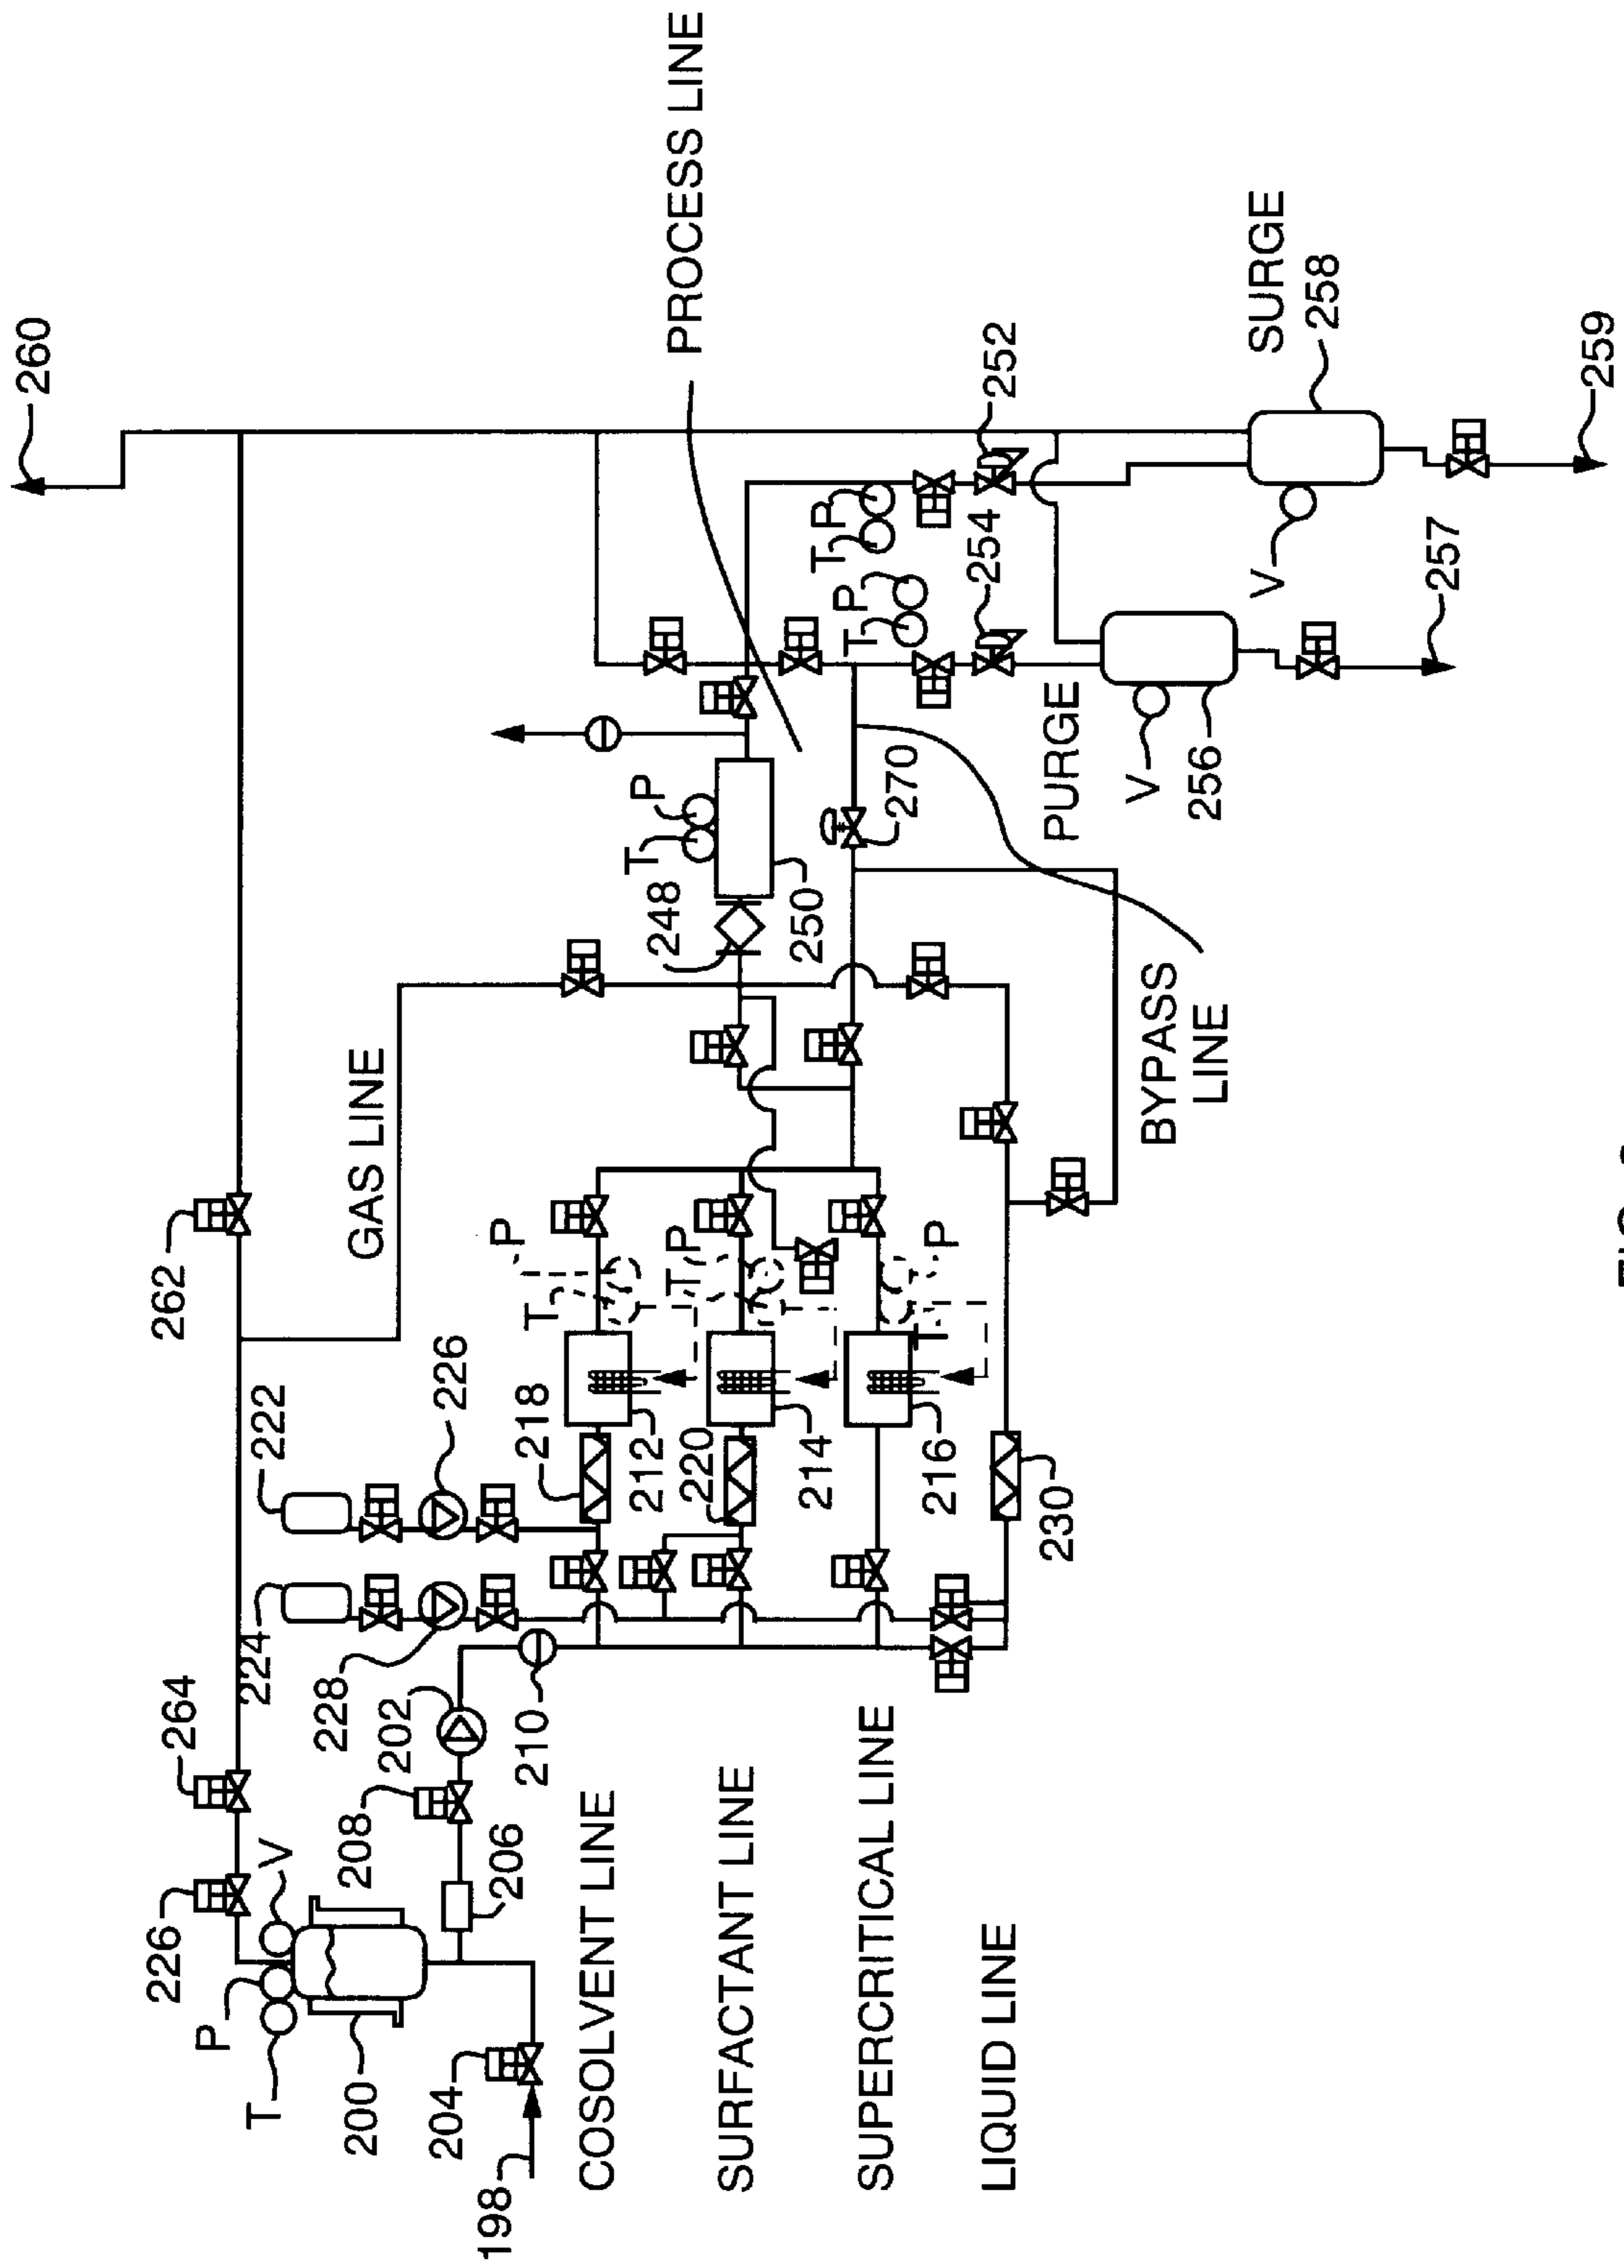 260
226
264
262
P
T
V
224
222
200
208
228
GAS LINE
202
226
204
198
206
210
218
P
T
COSOLVENT LINE
212
248
T
P
PROCESS LINE
220
T
P
SURFACTANT LINE
214
250
T
P
T
P
SUPERCRITICAL LINE
216
T
P
270
254
252
LIQUID LINE
230
PURGE
V
256
BYPASS
LINE
SURGE
258
V
257
259